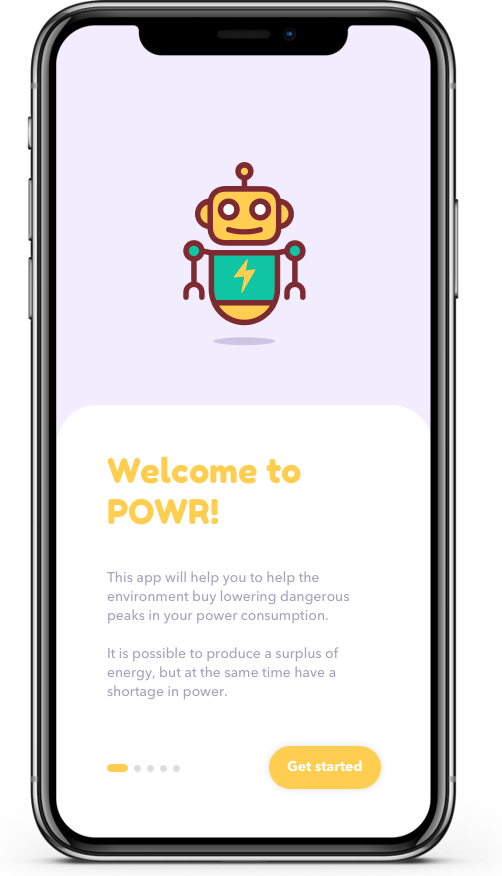 Welcome to
POWR!
This app will help you to help the
environment buy lowering dangerous
peaks in your power consumption.
It is possible to produce a surplus of
energy, but at the same time have a
shortage in power.
Get started